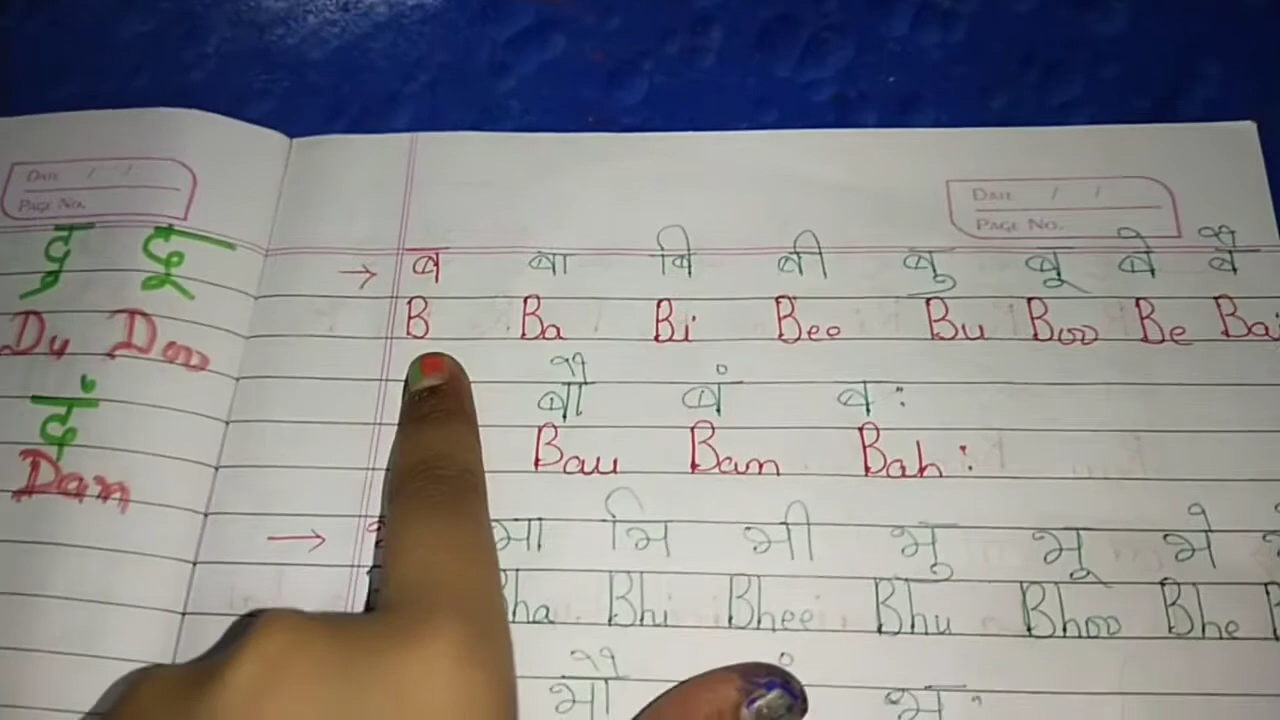 Date / /
Page No.
दु दू
Du Doo
दं
Dam
Date / /
Page No.
→ ब बा बि बी बु बू बे बै
B Ba Bi Bee Bu Boo Be Bai
बौ बं ब:
Bau Ban Bah:
→ भा भि भी भु भू भे
Bha Bhi Bhee Bhu Bhoo Bhe
भौ भ: